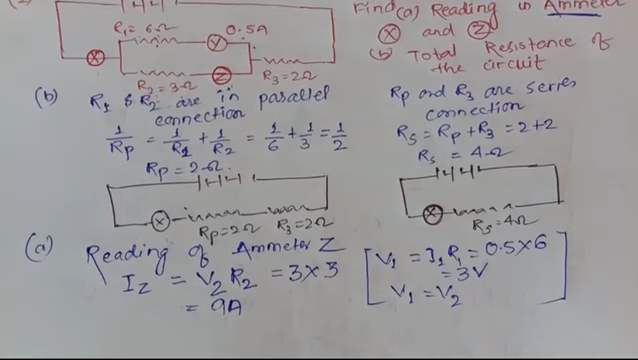 Find (a) Reading in Ammeter
R₁ = 6Ω
0.5A
X Y
X and Z
Z
R₂ = 3Ω
R₃ = 2Ω
(b) Total Resistance of
the circuit
(b) R₁ & R₂ are in parallel
connection
1/Rp = 1/R₁ + 1/R₂ = 1/6 + 1/3 = 1/2
Rp = 2Ω.
Rp and R₃ are series
connection
Rs = Rp + R₃ = 2+2
Rs = 4Ω
X
Rp = 2Ω R₃ = 2Ω
X
Rs = 4Ω
(a) Reading of Ammeter Z
I_Z = V₂ R₂ = 3×3
= 9A
V₁ = I₁ R₁ = 0.5×6
= 3V
V₁ = V₂